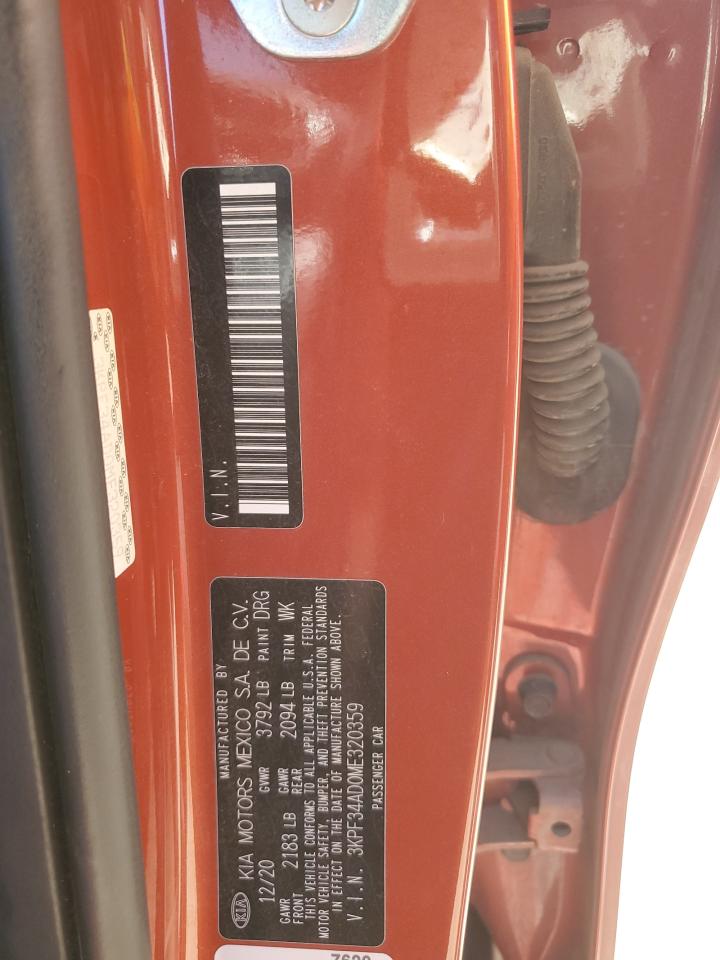 V.I.N.
MANUFACTURED BY
KIA KIA MOTORS MEXICO S.A. DE C.V.
12/20 GVWR 3792 LB PAINT DRG
GAWR FRONT 2183 LB GAWR REAR 2094 LB TRIM WK
THIS VEHICLE CONFORMS TO ALL APPLICABLE U.S.A. FEDERAL
MOTOR VEHICLE SAFETY, BUMPER, AND THEFT PREVENTION STANDARDS
IN EFFECT ON THE DATE OF MANUFACTURE SHOWN ABOVE.
V.I.N. 3KPF34AD0ME320359
PASSENGER CAR